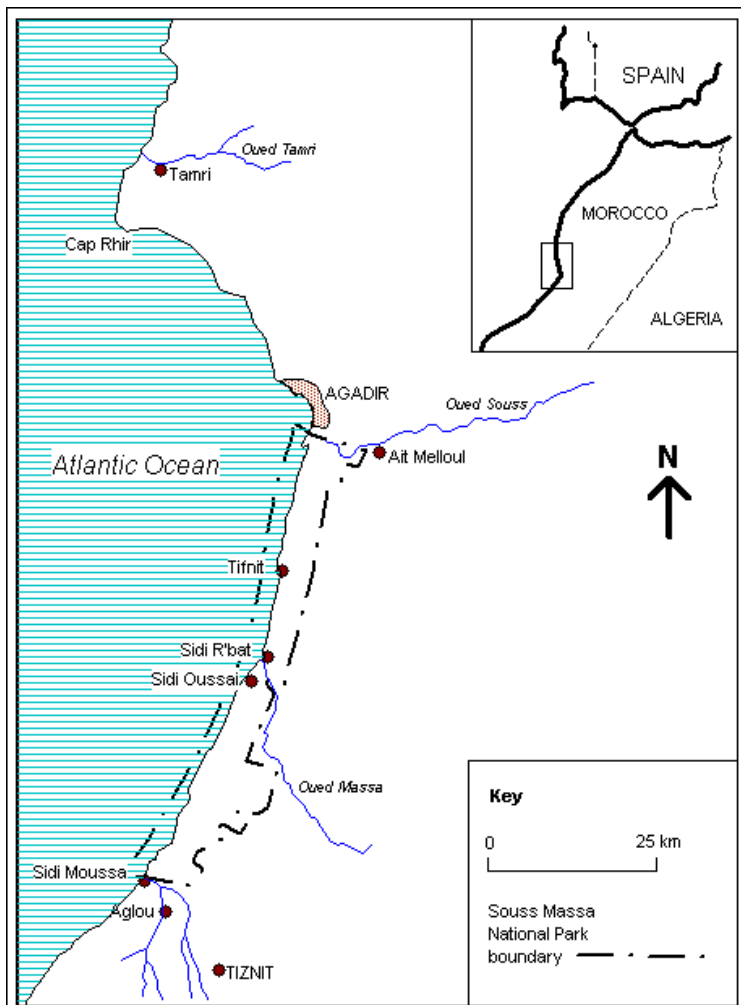 SPAIN
MOROCCO
ALGERIA
Oued Tamri
Tamri
Cap Rhir
AGADIR
Oued Souss
Ait Melloul
Atlantic Ocean
N
Tifnit
Sidi R'bat
Sidi Oussai
Oued Massa
Sidi Moussa
Aglou
TIZNIT
Key
0 25 km
Souss Massa
National Park
boundary